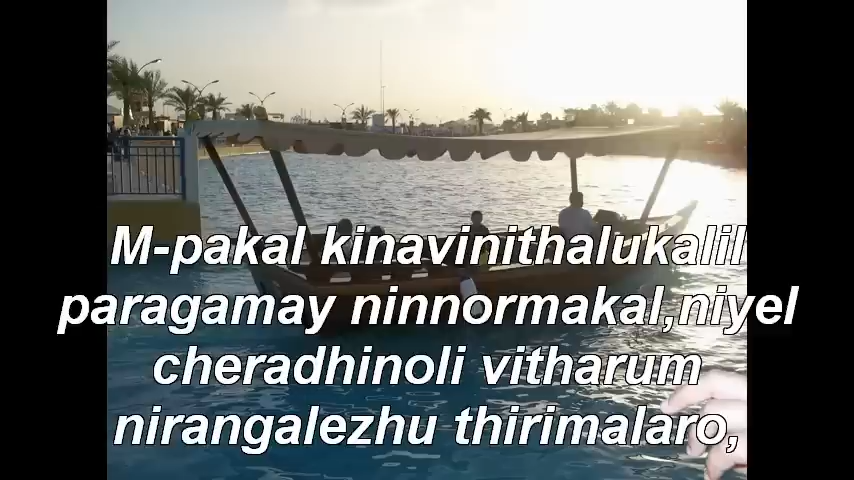 M-pakal kinavinithalukalil
paragamay ninnormakal,niyel
cheradhinoli vitharum
nirangalezhu thirimalaro,